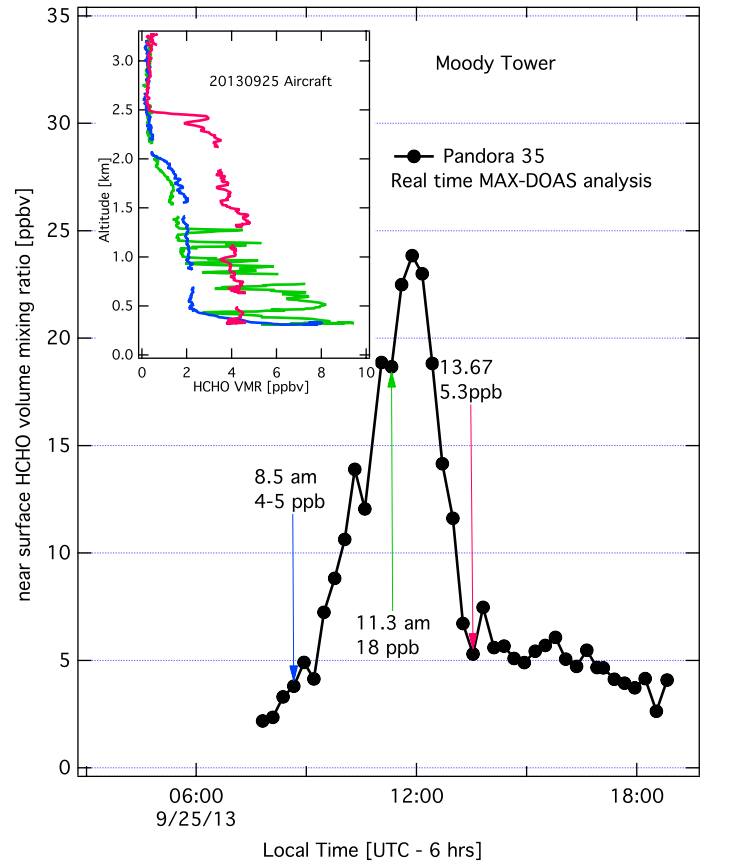 35
30
25
20
15
10
5
0
near surface HCHO volume mixing ratio [ppbv]
3.0
2.5
2.0
1.5
1.0
0.5
0.0
Altitude [km]
20130925 Aircraft
0
2
4
6
8
10
HCHO VMR [ppbv]
Moody Tower
Pandora 35
Real time MAX-DOAS analysis
13.67
5.3ppb
8.5 am
4-5 ppb
11.3 am
18 ppb
06:00
9/25/13
12:00
18:00
Local Time [UTC - 6 hrs]